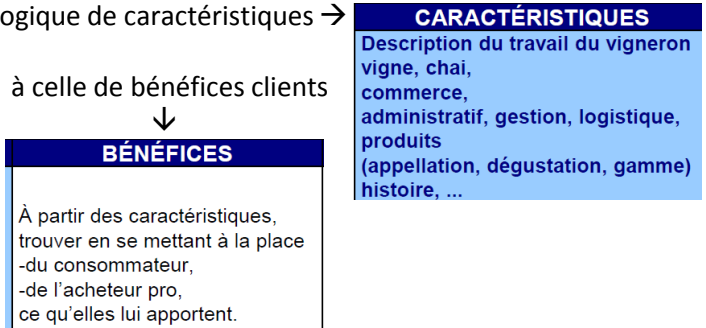 ogique de caractéristiques →
CARACTÉRISTIQUES
Description du travail du vigneron
vigne, chai,
commerce,
administratif, gestion, logistique,
produits
(appellation, dégustation, gamme)
histoire, ...
à celle de bénéfices clients
↓
BÉNÉFICES
À partir des caractéristiques,
trouver en se mettant à la place
-du consommateur,
-de l'acheteur pro,
ce qu'elles lui apportent.